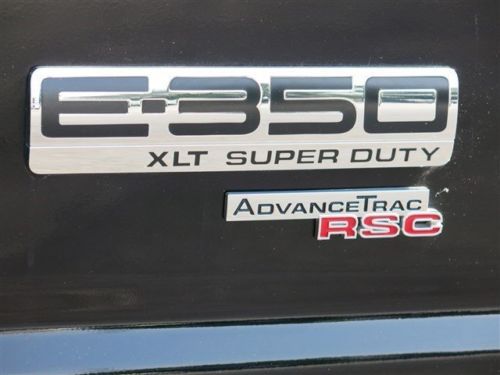 E-350
XLT SUPER DUTY
ADVANCETRAC
RSC